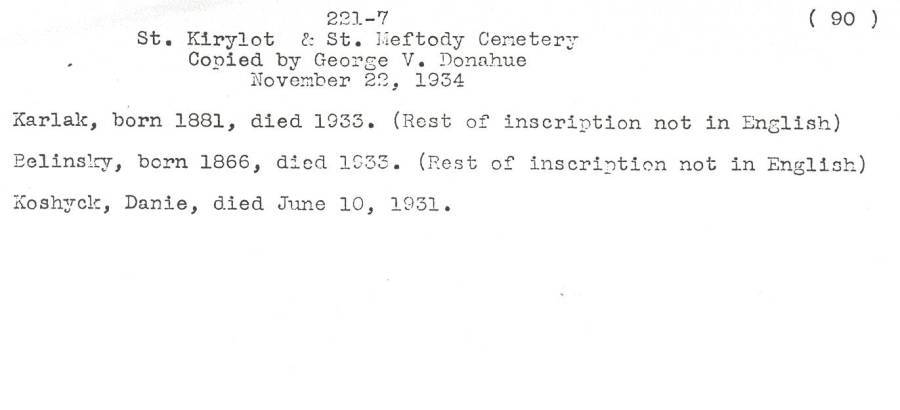 221-7 ( 90 )
St. Kirylot & St. Meftody Cemetery
Copied by George V. Donahue
November 22, 1934
Karlak, born 1881, died 1933. (Rest of inscription not in English)
Belinsky, born 1866, died 1933. (Rest of inscription not in English)
Koshyck, Danie, died June 10, 1931.